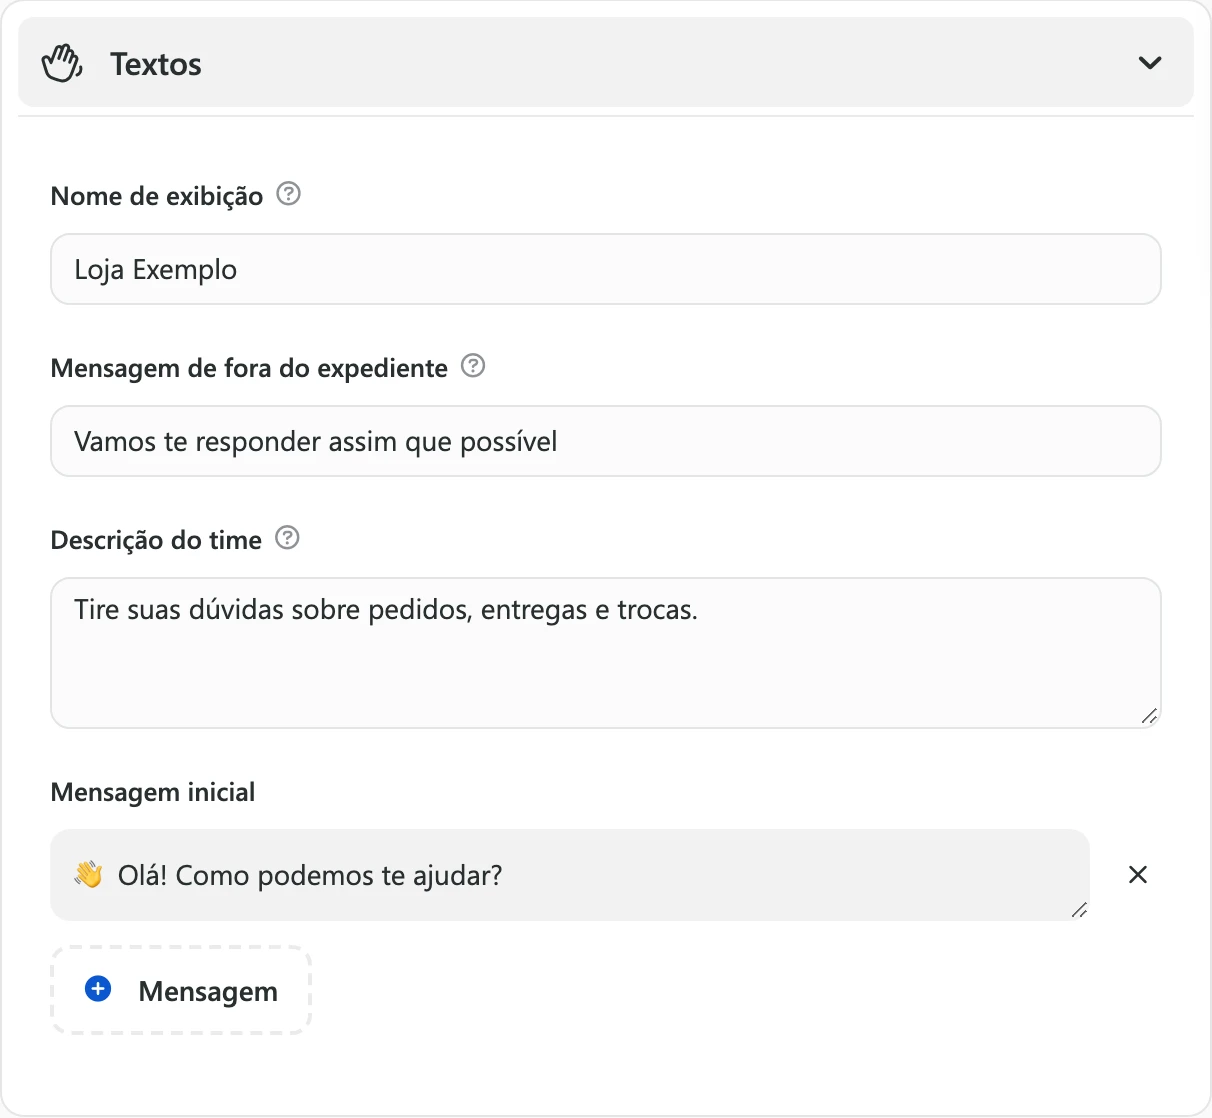 Textos
Nome de exibição
Loja Exemplo
Mensagem de fora do expediente
Vamos te responder assim que possível
Descrição do time
Tire suas dúvidas sobre pedidos, entregas e trocas.
Mensagem inicial
👋 Olá! Como podemos te ajudar?
Mensagem